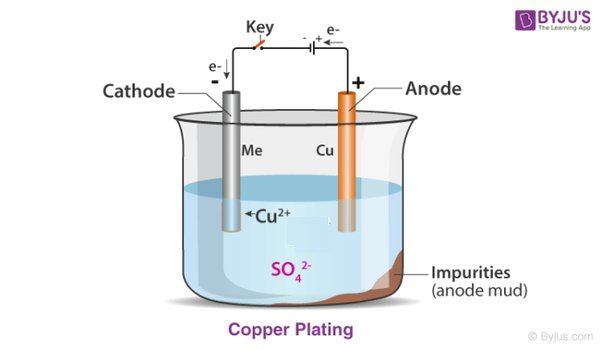 BYJU'S
The Learning App
Key
- + e-
e-
- +
Cathode
Anode
Me Cu
Cu²⁺
SO₄²⁻
Impurities
(anode mud)
Copper Plating
© Byjus.com